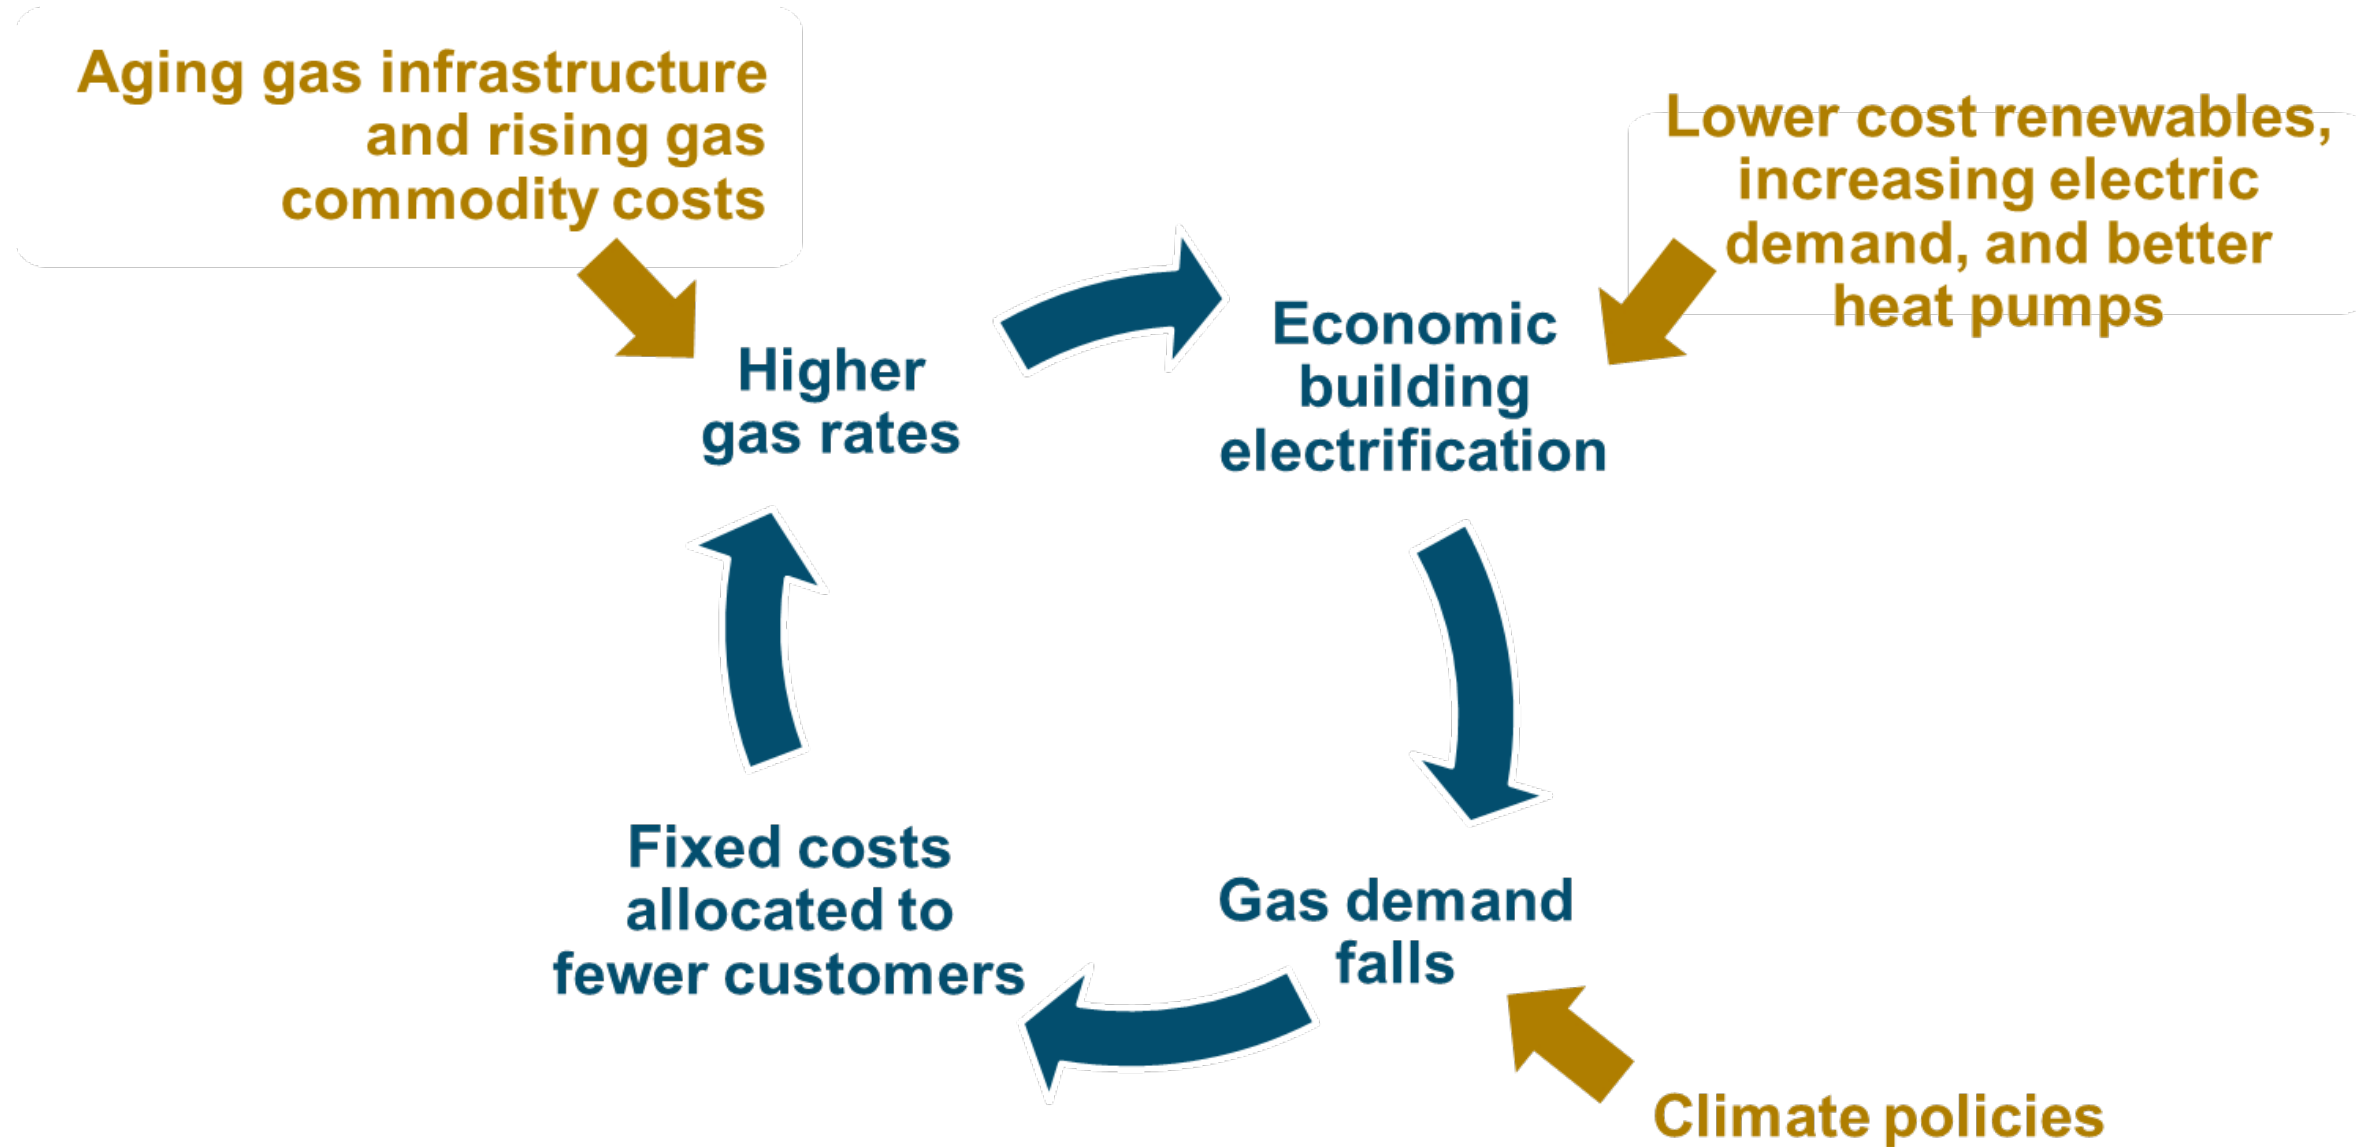 Aging gas infrastructure
and rising gas
commodity costs
Lower cost renewables,
increasing electric
demand, and better
heat pumps
Higher
gas rates
Economic
building
electrification
Fixed costs
allocated to
fewer customers
Gas demand
falls
Climate policies